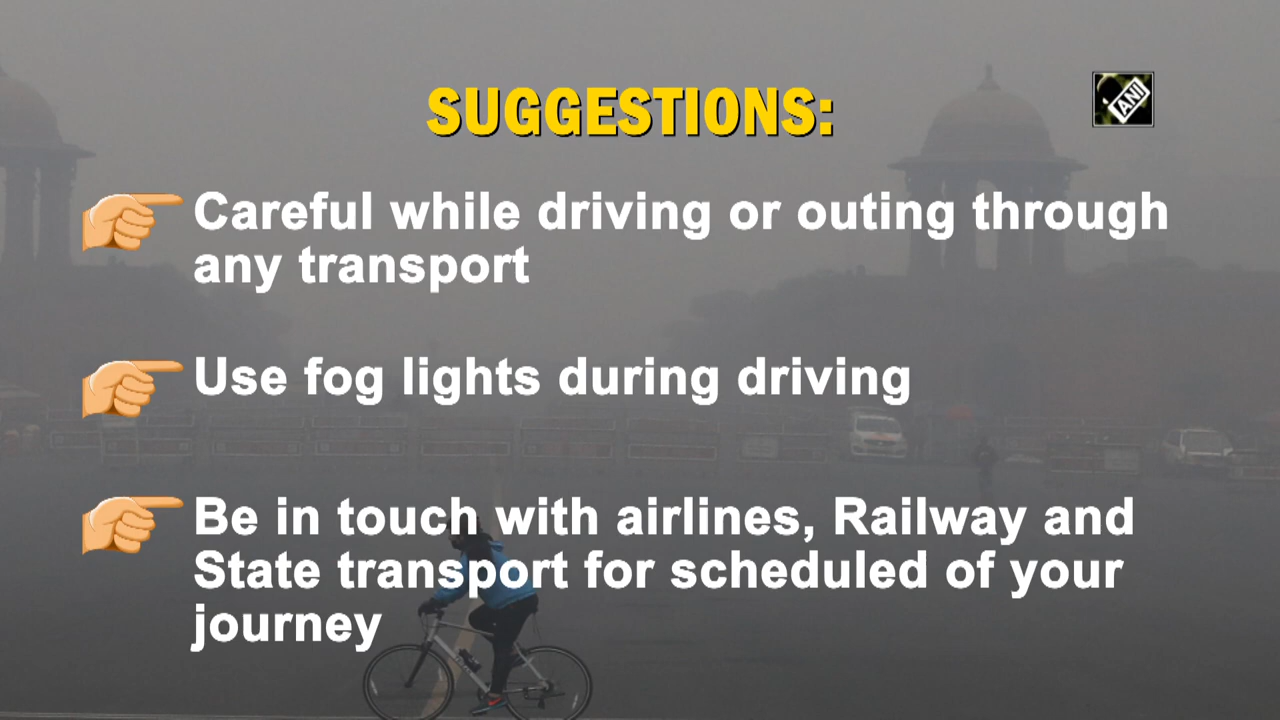 SUGGESTIONS:
ANI
Careful while driving or outing through
any transport
Use fog lights during driving
Be in touch with airlines, Railway and
State transport for scheduled of your
journey